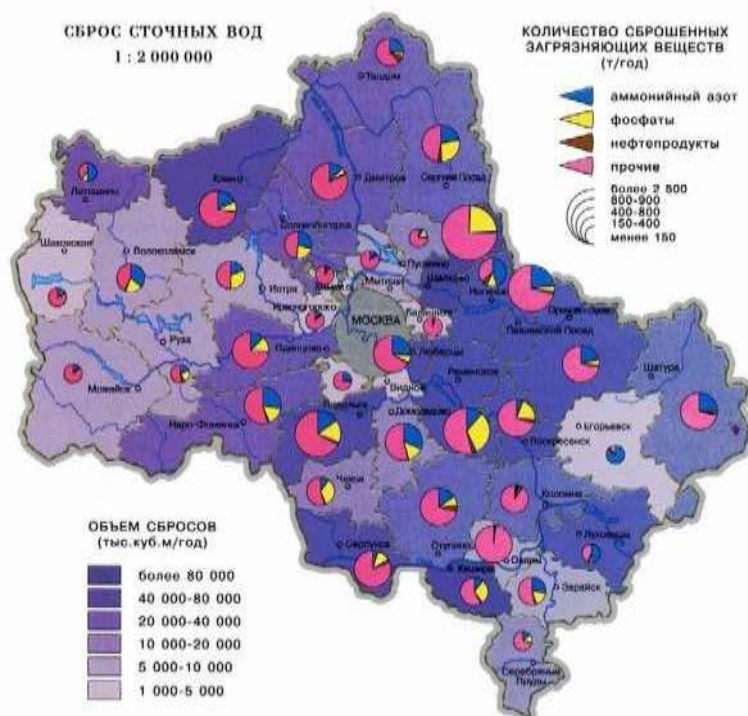 СБРОС СТОЧНЫХ ВОД
1 : 2 000 000
КОЛИЧЕСТВО СБРОШЕННЫХ
ЗАГРЯЗНЯЮЩИХ ВЕЩЕСТВ
(т/год)
аммонийный азот
фосфаты
нефтепродукты
прочие
более 2 500
800-900
400-800
150-400
менее 150
Талдом
Сергиев Посад
Дмитров
Клин
Лотошино
Солнечногорск
Шаховская
Волоколамск
Пушкино
Истра
Химки
Мытищи
Щелково
Ногинск
Красногорск
Балашиха
МОСКВА
Орехово-Зуево
Павловский Посад
Руза
Одинцово
Люберцы
Шатура
Можайск
Видное
Раменское
Егорьевск
Подольск
Домодедово
Наро-Фоминск
Воскресенск
Чехов
Коломна
Серпухов
Ступино
Озеры
Луховицы
Кашира
Зарайск
Серебряные
Пруды
ОБЪЕМ СБРОСОВ
(тыс.куб.м/год)
более 80 000
40 000-80 000
20 000-40 000
10 000-20 000
5 000-10 000
1 000-5 000